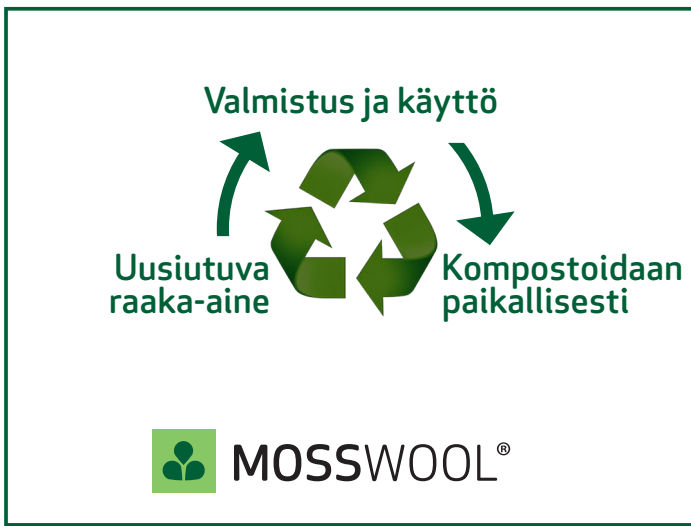 Valmistus ja käyttö
Uusiutuva
raaka-aine
Kompostoidaan
paikallisesti
MOSSWOOL®